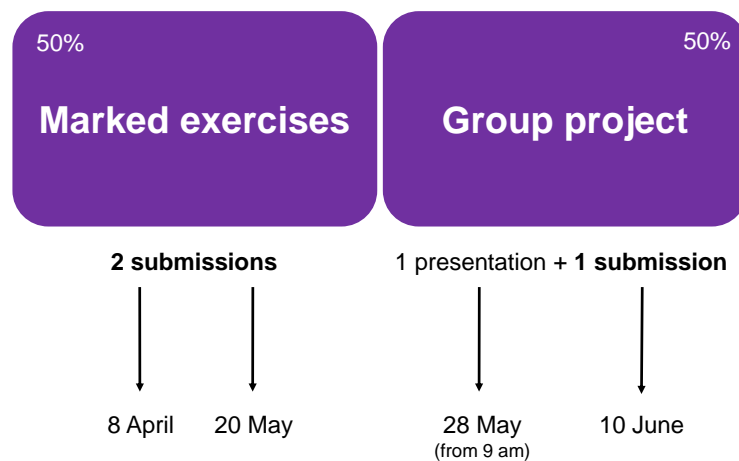 50%
50%
Marked exercises
Group project
2 submissions
1 presentation + 1 submission
8 April
20 May
28 May
10 June
(from 9 am)